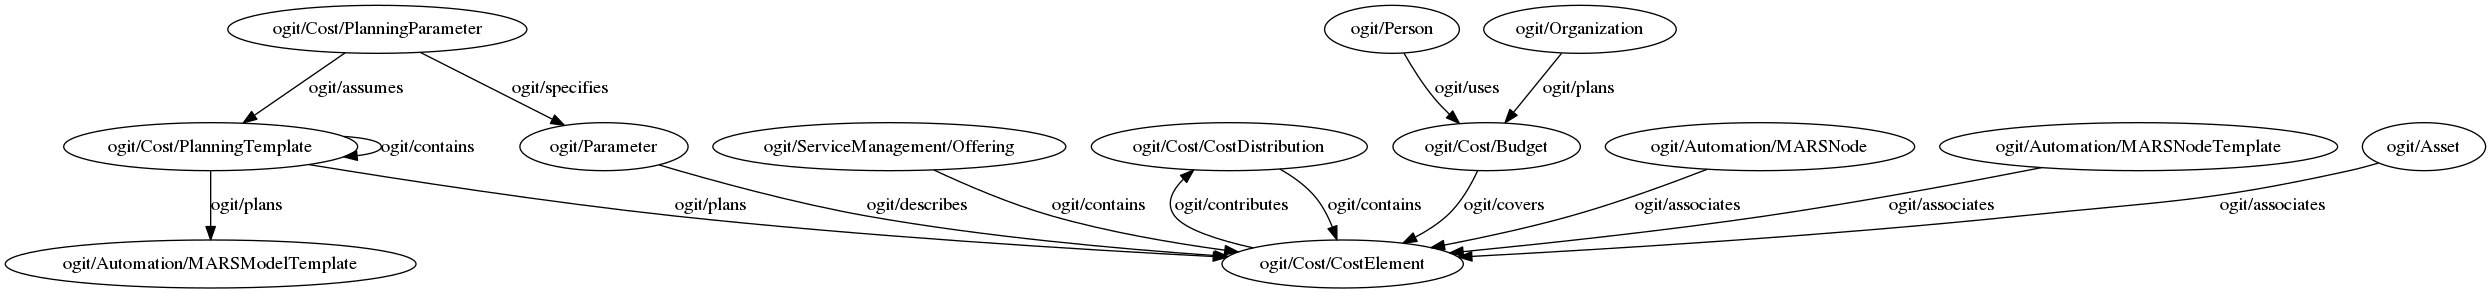 ogit/Cost/PlanningParameter
ogit/Person
ogit/Organization
ogit/assumes
ogit/specifies
ogit/uses
ogit/plans
ogit/Cost/PlanningTemplate
ogit/contains
ogit/Parameter
ogit/ServiceManagement/Offering
ogit/Cost/CostDistribution
ogit/Cost/Budget
ogit/Automation/MARSNode
ogit/Automation/MARSNodeTemplate
ogit/Asset
ogit/plans
ogit/plans
ogit/describes
ogit/contains
ogit/contributes
ogit/contains
ogit/covers
ogit/associates
ogit/associates
ogit/associates
ogit/Automation/MARSModelTemplate
ogit/Cost/CostElement